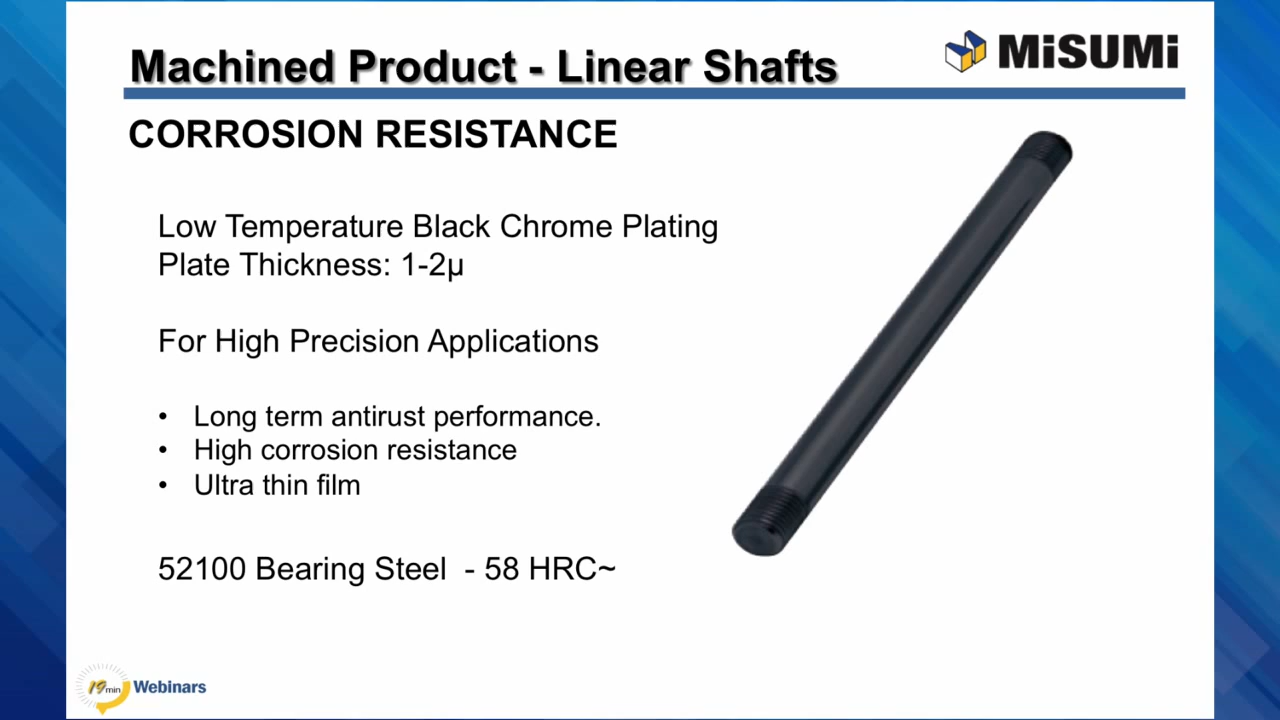 Machined Product - Linear Shafts
MiSUMi
CORROSION RESISTANCE
Low Temperature Black Chrome Plating
Plate Thickness: 1-2µ
For High Precision Applications
• Long term antirust performance.
• High corrosion resistance
• Ultra thin film
52100 Bearing Steel  - 58 HRC~
19 min Webinars